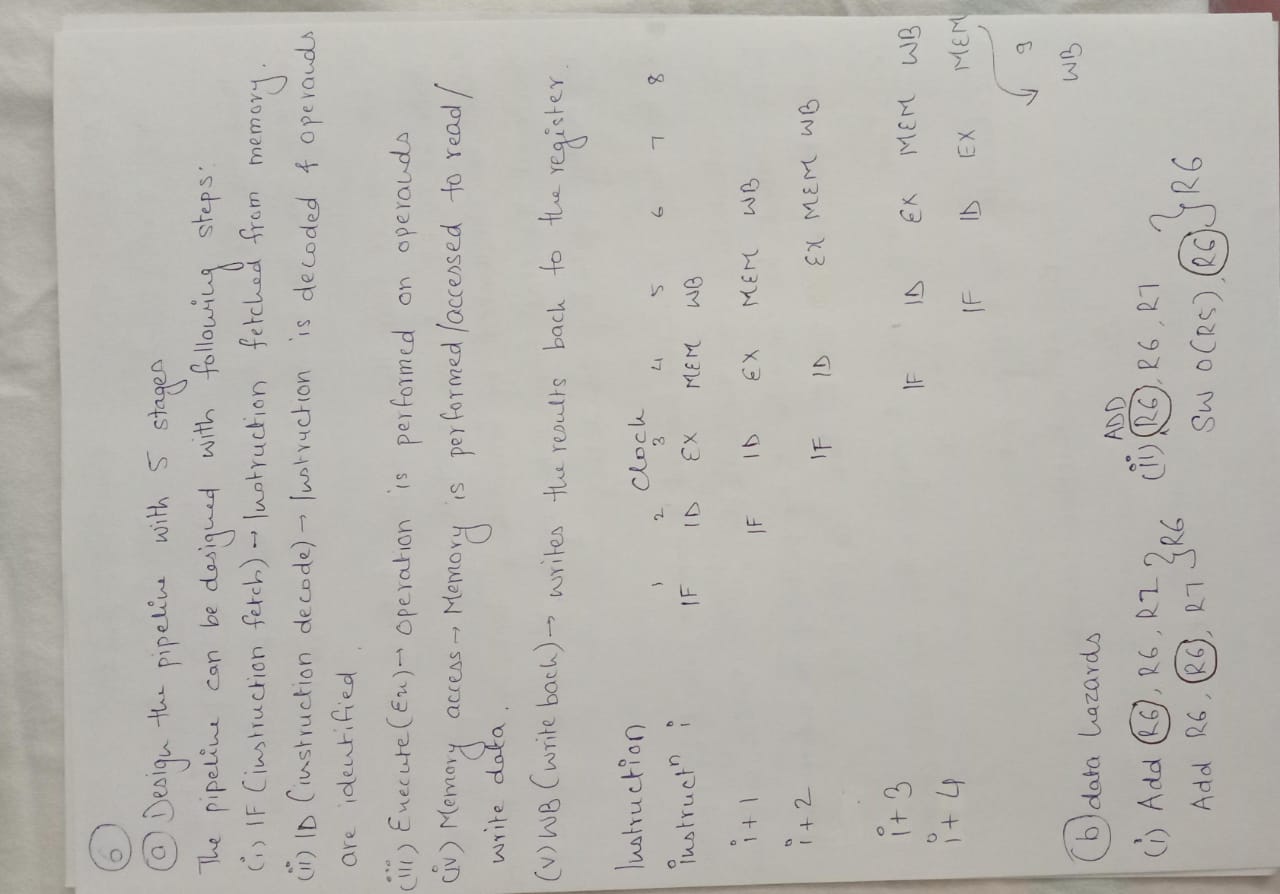 6
(a) Design the pipeline with 5 stages
The pipeline can be designed with following steps:
(i) IF (instruction fetch) → Instruction fetched from memory.
(ii) ID (instruction decode) → Instruction is decoded & operands
are identified.
(iii) Execute (Ex) → operation is performed on operands
(iv) Memory access → Memory is performed/accessed to read/
write data.
(v) WB (write back) → writes the results back to the register.
Instruction Clock
1 2 3 4 5 6 7 8
instructⁿ i IF ID EX MEM WB
i+1 IF ID EX MEM WB
i+2 IF ID EX MEM WB
i+3 IF ID EX MEM WB
i+4 IF ID EX MEM
9
WB
(b) data hazards
(i) Add R6, R6, R7 } R6 (ii) ADD R6, R6, R7
Add R6, R6, R7 SW 0(R5), R6 } R6